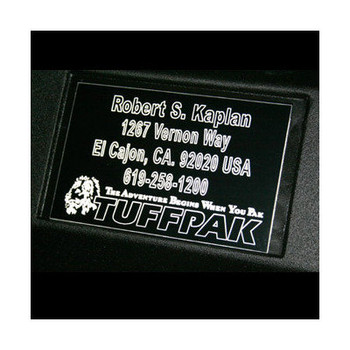 Robert S. Kaplan
1267 Vernon Way
El Cajon, CA. 92020 USA
619-258-1200
THE ADVENTURE BEGINS WHEN YOU PAK
TUFFPAK